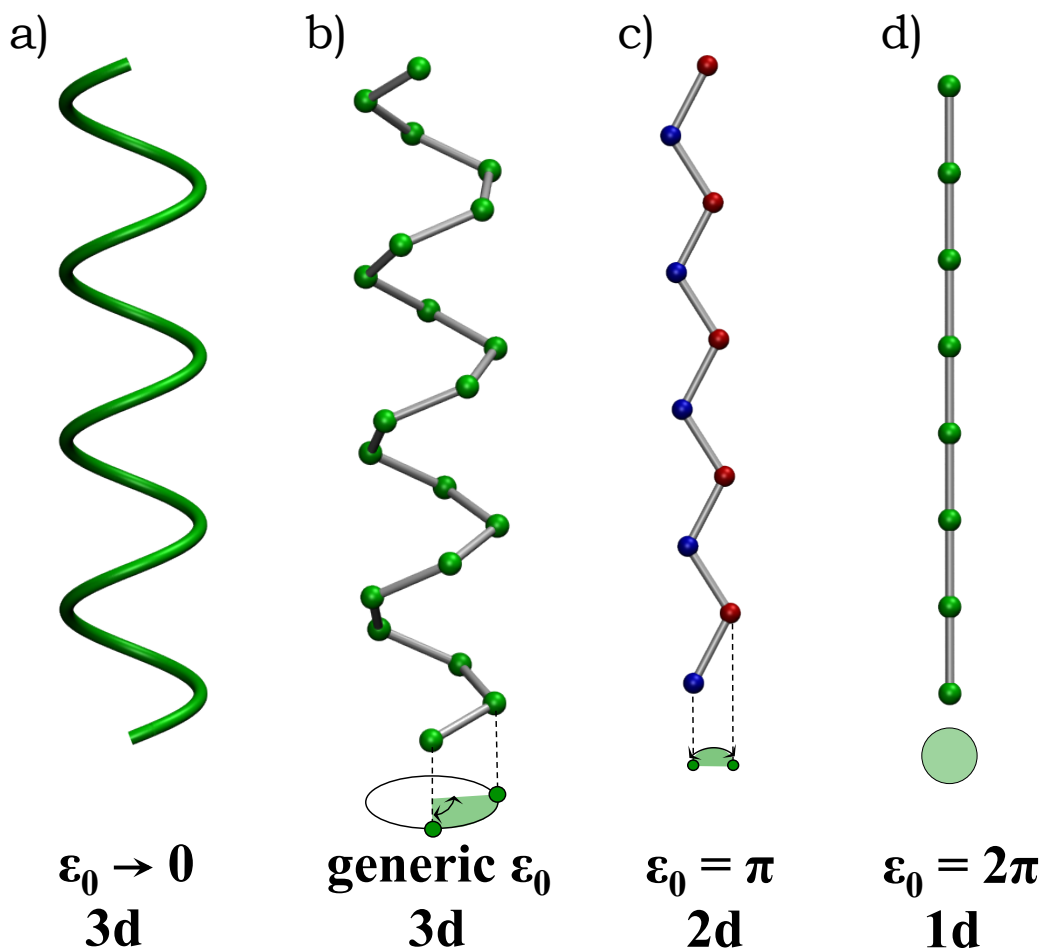 a) b) c) d)
ε₀ → 0 generic ε₀ ε₀ = π ε₀ = 2π
3d 3d 2d 1d